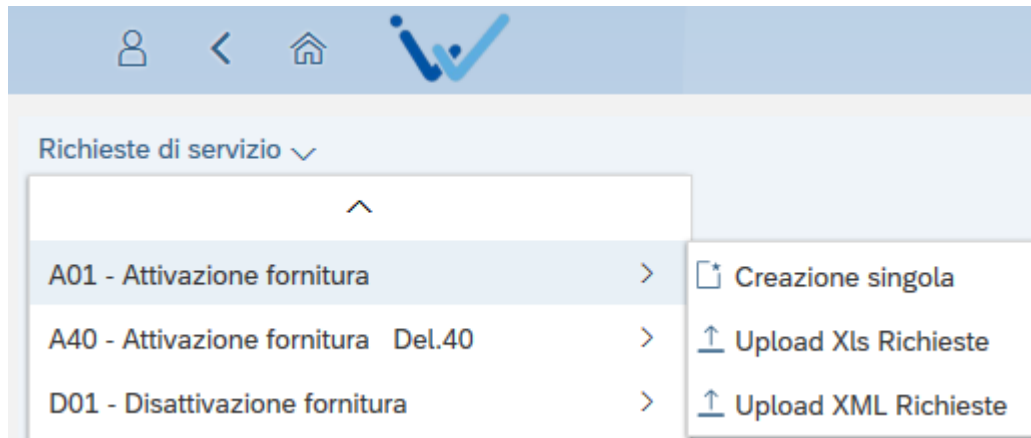 Richieste di servizio
A01 - Attivazione fornitura
Creazione singola
A40 - Attivazione fornitura Del.40
Upload Xls Richieste
D01 - Disattivazione fornitura
Upload XML Richieste